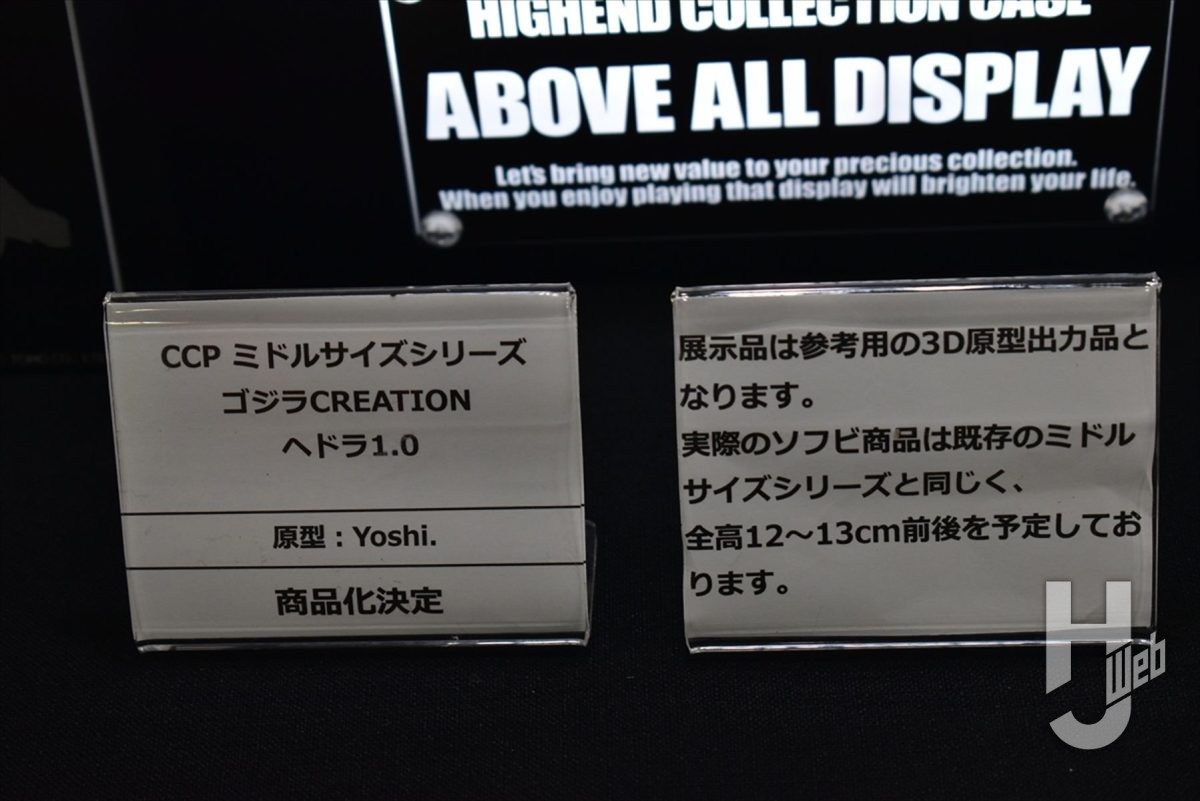 HIGHEND COLLECTION CASE
ABOVE ALL DISPLAY
Let's bring new value to your precious collection.
When you enjoy playing that display will brighten your life.
CCP ミドルサイズシリーズ
ゴジラCREATION
ヘドラ1.0
原型：Yoshi.
商品化決定
展示品は参考用の3D原型出力品と
なります。
実際のソフビ商品は既存のミドル
サイズシリーズと同じく、
全高12～13cm前後を予定してお
ります。
HJ Web